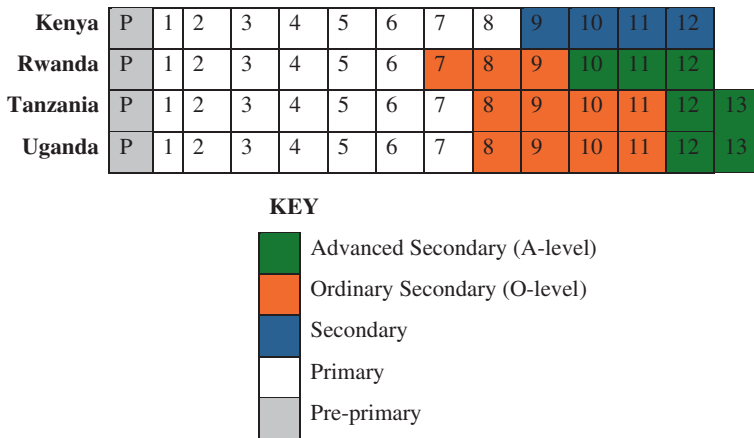 Kenya P 1 2 3 4 5 6 7 8 9 10 11 12
Rwanda P 1 2 3 4 5 6 7 8 9 10 11 12
Tanzania P 1 2 3 4 5 6 7 8 9 10 11 12 13
Uganda P 1 2 3 4 5 6 7 8 9 10 11 12 13
KEY
Advanced Secondary (A-level)
Ordinary Secondary (O-level)
Secondary
Primary
Pre-primary